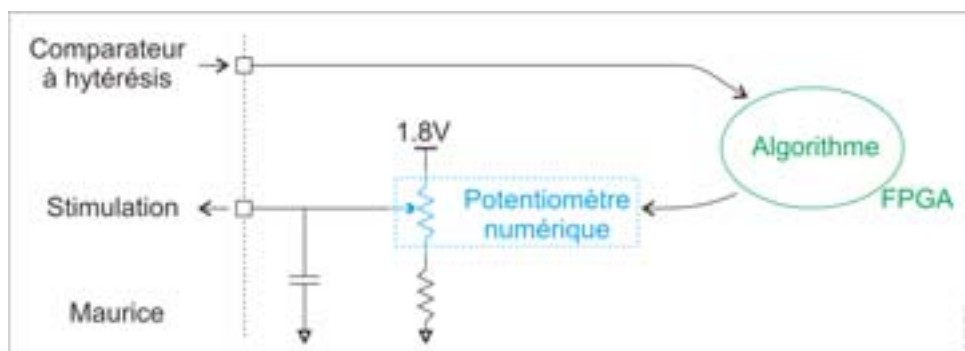 Comparateur
à hytérésis
1.8V
Algorithme
FPGA
Stimulation
Potentiomètre
numérique
Maurice